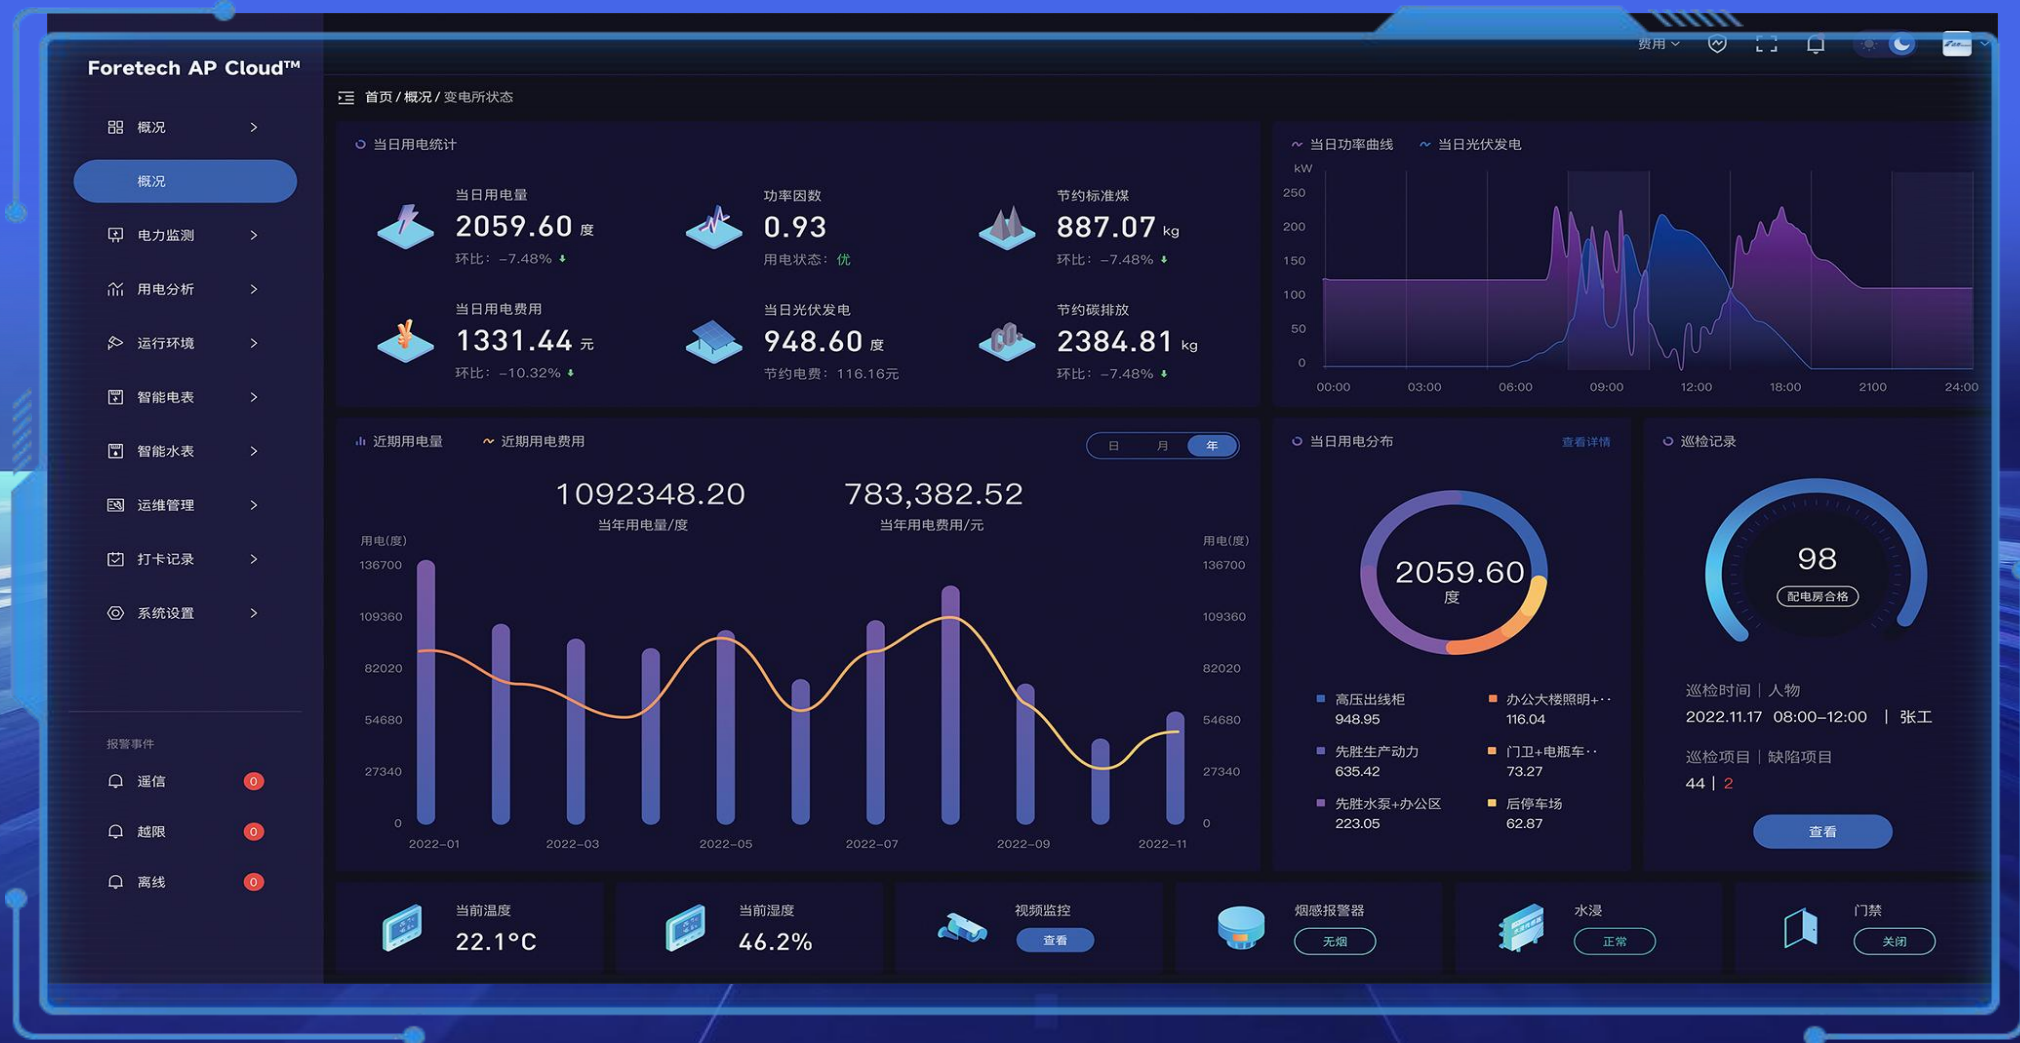 Foretech AP Cloud™
费用
首页 / 概况 / 变电所状态
概况
概况
电力监测
用电分析
运行环境
智能电表
智能水表
运维管理
打卡记录
系统设置
报警事件
遥信 0
越限 0
离线 0
当日用电统计
当日用电量
2059.60 度
环比：-7.48%
功率因数
0.93
用电状态：优
节约标准煤
887.07 kg
环比：-7.48%
当日用电费用
1331.44 元
环比：-10.32%
当日光伏发电
948.60 度
节约电费：116.16元
节约碳排放
2384.81 kg
环比：-7.48%
当日功率曲线 当日光伏发电
kW
250
200
150
100
50
0
00:00 03:00 06:00 09:00 12:00 18:00 2100 24:00
近期用电量 近期用电费用
日 月 年
1092348.20 783,382.52
当年用电量/度 当年用电费用/元
用电(度) 用电(度)
136700 136700
109360 109360
82020 82020
54680 54680
27340 27340
0 0
2022-01 2022-03 2022-05 2022-07 2022-09 2022-11
当日用电分布 查看详情
2059.60
度
高压出线柜
948.95
办公大楼照明+··
116.04
先胜生产动力
635.42
门卫+电瓶车··
73.27
先胜水泵+办公区
223.05
后停车场
62.87
巡检记录
98
配电房合格
巡检时间 | 人物
2022.11.17 08:00-12:00 | 张工
巡检项目 | 缺陷项目
44 | 2
查看
当前温度
22.1°C
当前湿度
46.2%
视频监控
查看
烟感报警器
无烟
水浸
正常
门禁
关闭